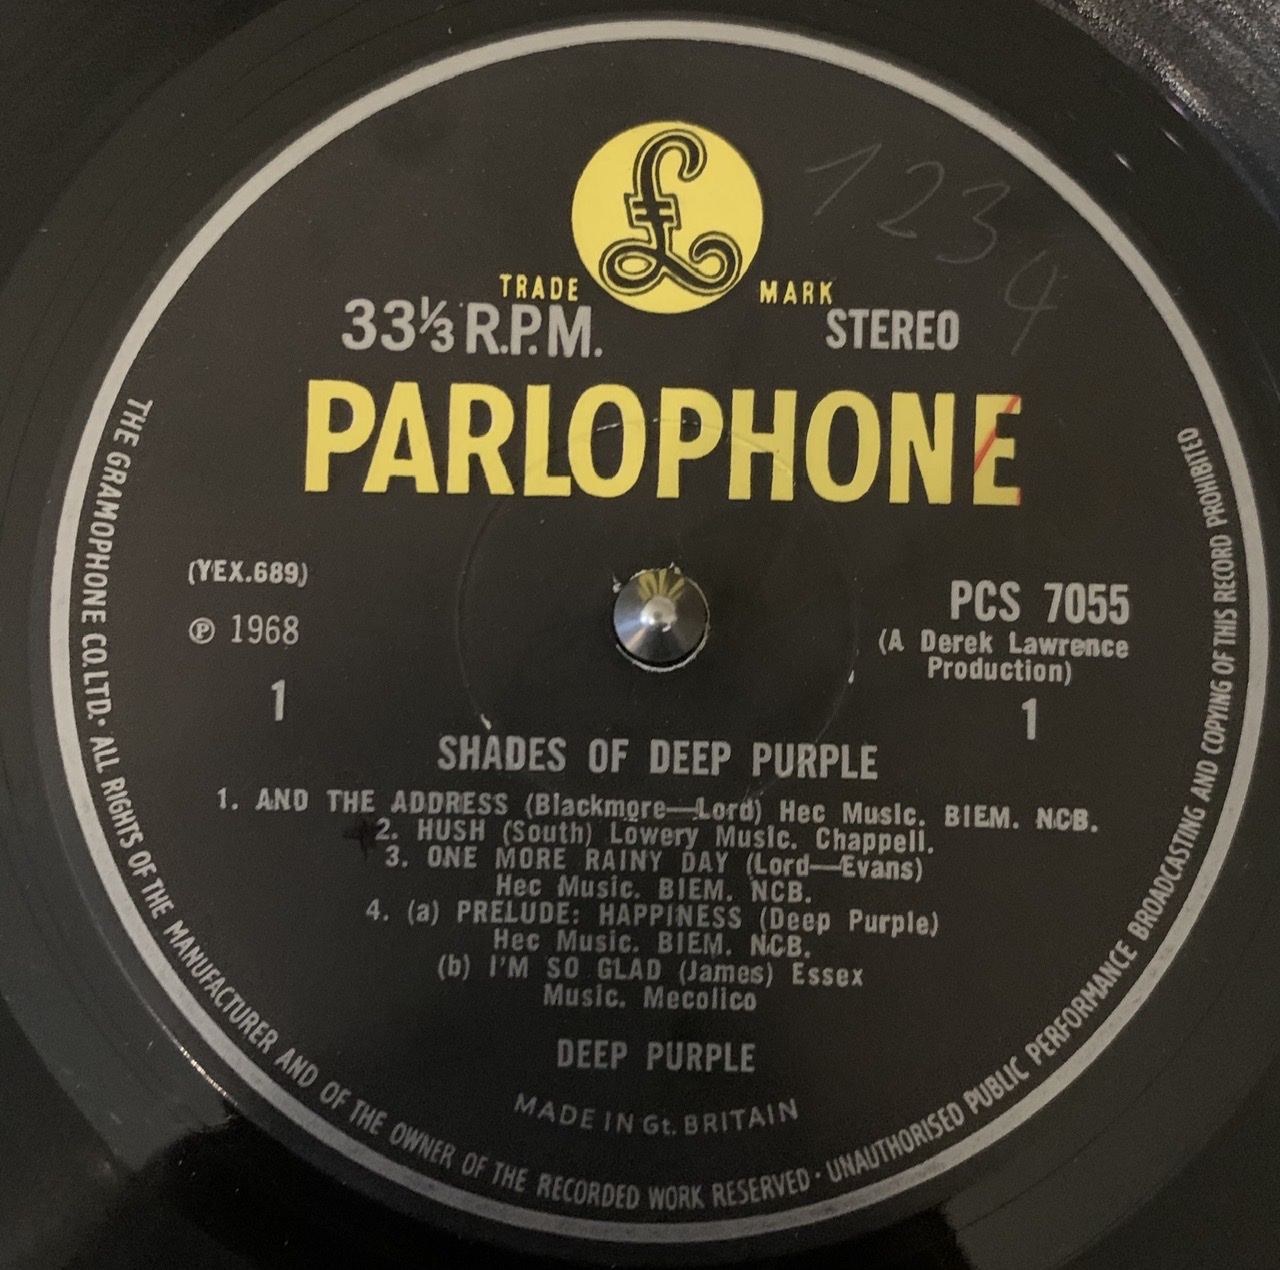 £
1234
TRADE MARK
33⅓ R.P.M. STEREO
PARLOPHONE
(YEX.689)
℗ 1968
1
PCS 7055
(A Derek Lawrence
Production)
1
SHADES OF DEEP PURPLE
1. AND THE ADDRESS (Blackmore—Lord) Hec Music. BIEM. NCB.
2. HUSH (South) Lowery Music. Chappell.
3. ONE MORE RAINY DAY (Lord—Evans)
Hec Music. BIEM. NCB.
4. (a) PRELUDE: HAPPINESS (Deep Purple)
Hec Music. BIEM. NCB.
(b) I'M SO GLAD (James) Essex
Music. Mecolico
DEEP PURPLE
MADE IN Gt. BRITAIN
THE GRAMOPHONE CO. LTD. · ALL RIGHTS OF THE MANUFACTURER AND OF THE OWNER OF THE RECORDED WORK RESERVED · UNAUTHORISED PUBLIC PERFORMANCE BROADCASTING AND COPYING OF THIS RECORD PROHIBITED